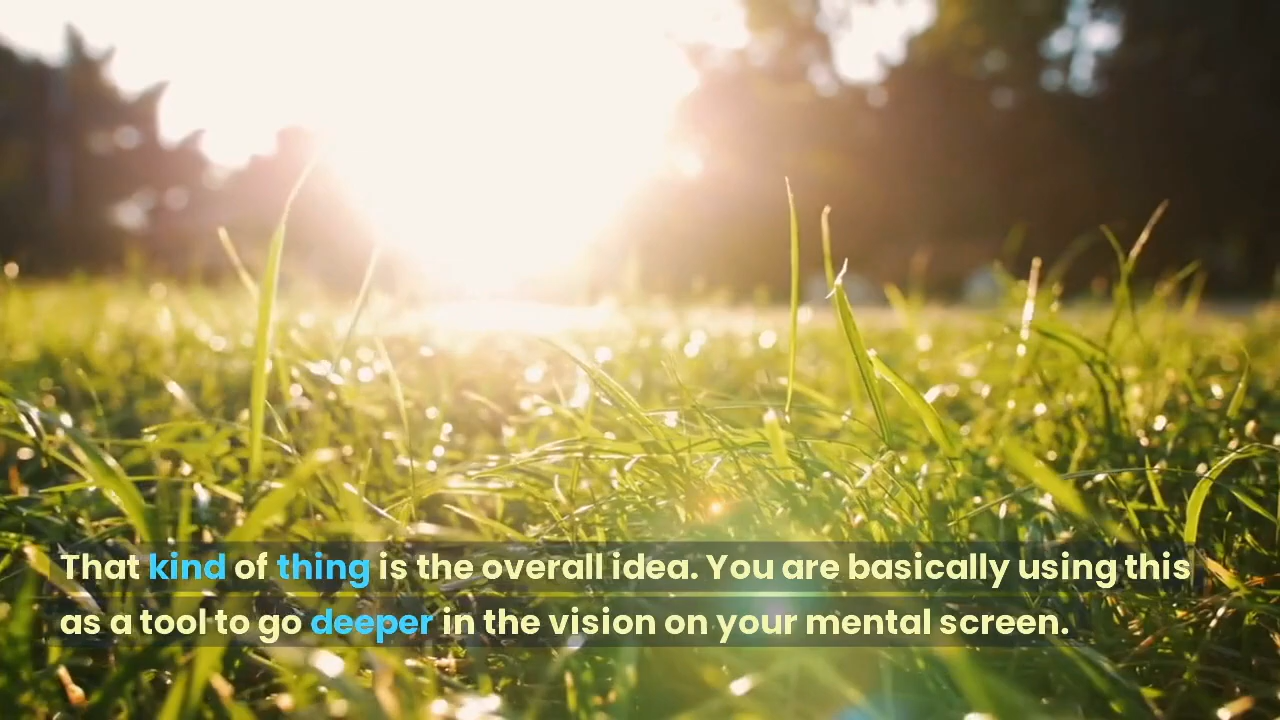 That kind of thing is the overall idea. You are basically using this
as a tool to go deeper in the vision on your mental screen.